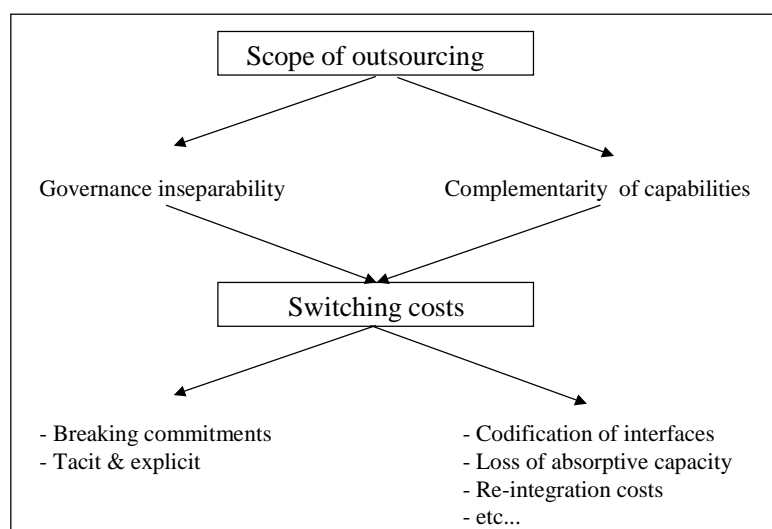 Scope of outsourcing
Governance inseparability
Complementarity of capabilities
Switching costs
- Breaking commitments
- Tacit & explicit
- Codification of interfaces
- Loss of absorptive capacity
- Re-integration costs
- etc...